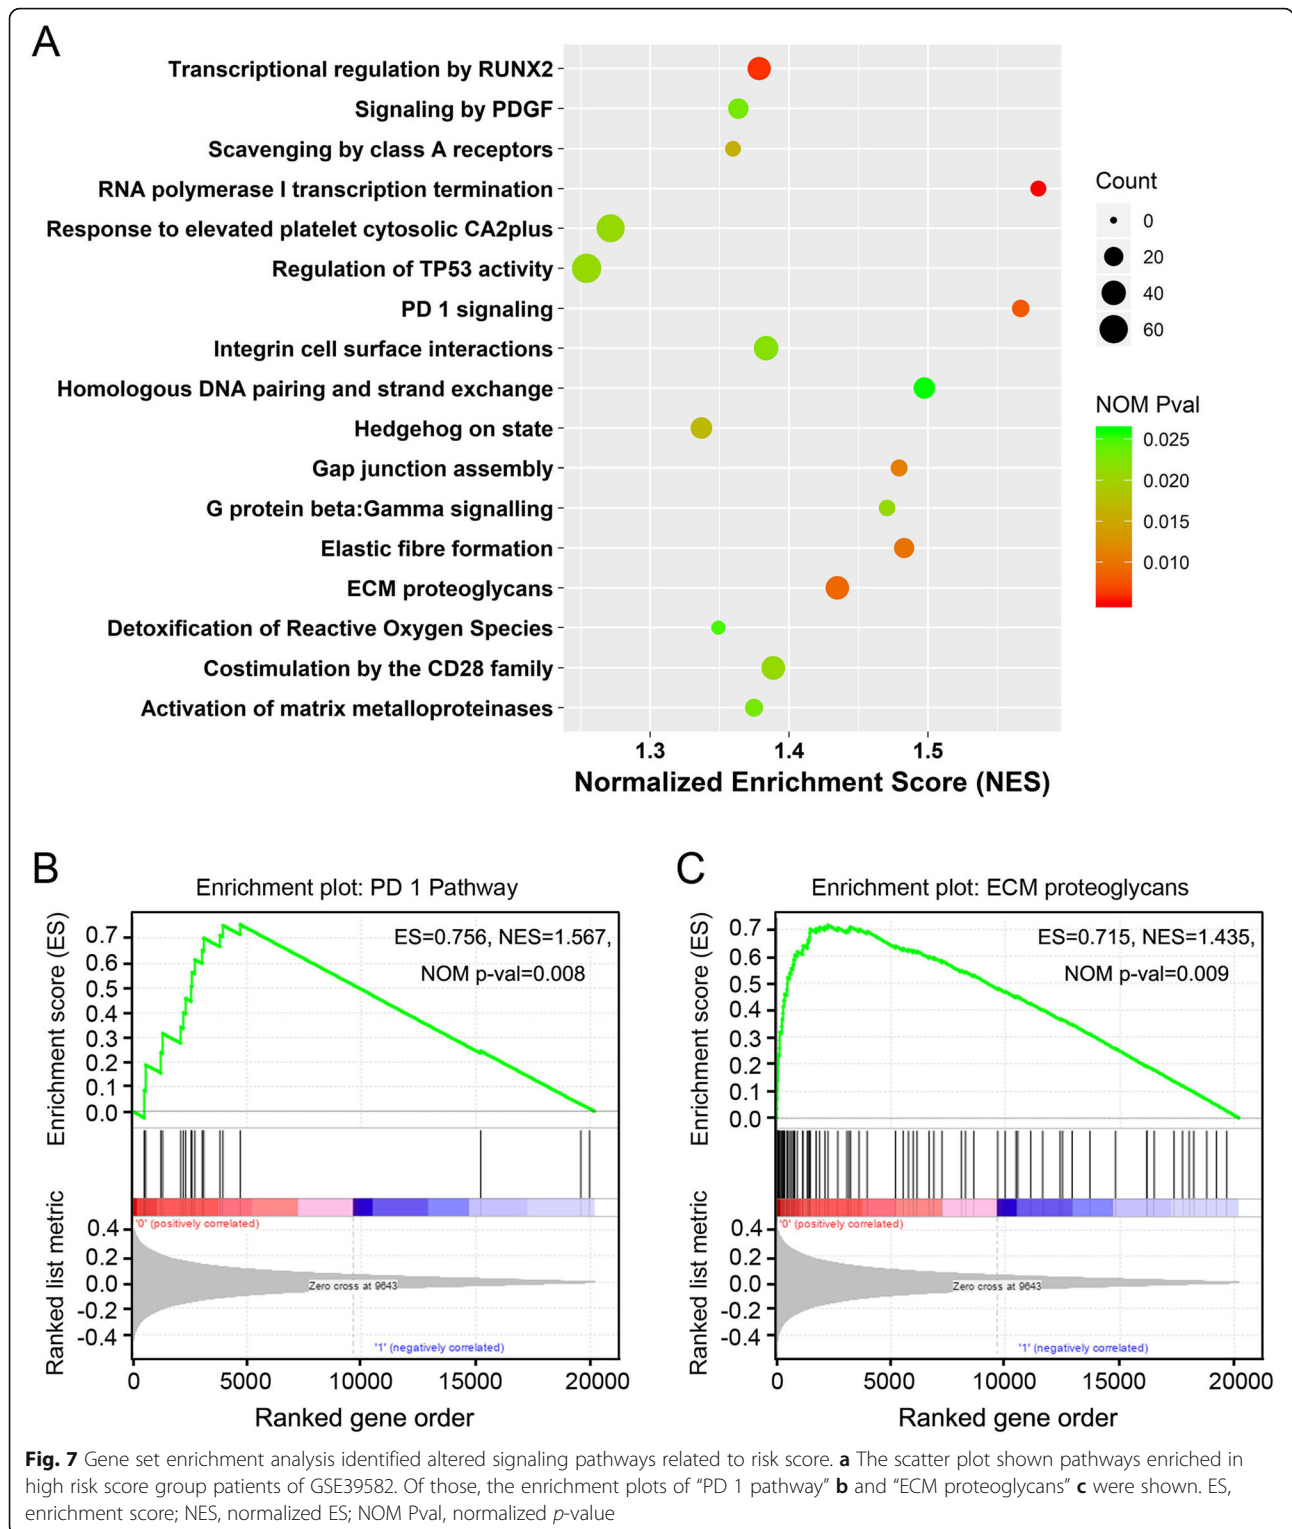 A
Transcriptional regulation by RUNX2
Signaling by PDGF
Scavenging by class A receptors
RNA polymerase I transcription termination
Response to elevated platelet cytosolic CA2plus
Regulation of TP53 activity
PD 1 signaling
Integrin cell surface interactions
Homologous DNA pairing and strand exchange
Hedgehog on state
Gap junction assembly
G protein beta:Gamma signalling
Elastic fibre formation
ECM proteoglycans
Detoxification of Reactive Oxygen Species
Costimulation by the CD28 family
Activation of matrix metalloproteinases
1.3 1.4 1.5
Normalized Enrichment Score (NES)
Count
0
20
40
60
NOM Pval
0.025
0.020
0.015
0.010
B
Enrichment plot: PD 1 Pathway
Enrichment score (ES)
0.7
0.6
0.5
0.4
0.3
0.2
0.1
0.0
ES=0.756, NES=1.567,
NOM p-val=0.008
'0' (positively correlated)
Ranked list metric
0.4
0.2
0.0
-0.2
-0.4
Zero cross at 9643
'1' (negatively correlated)
0 5000 10000 15000 20000
Ranked gene order
C
Enrichment plot: ECM proteoglycans
Enrichment score (ES)
0.7
0.6
0.5
0.4
0.3
0.2
0.1
0.0
ES=0.715, NES=1.435,
NOM p-val=0.009
'0' (positively correlated)
Ranked list metric
0.4
0.2
0.0
-0.2
-0.4
Zero cross at 9643
'1' (negatively correlated)
0 5000 10000 15000 20000
Ranked gene order
Fig. 7 Gene set enrichment analysis identified altered signaling pathways related to risk score. a The scatter plot shown pathways enriched in
high risk score group patients of GSE39582. Of those, the enrichment plots of “PD 1 pathway” b and “ECM proteoglycans” c were shown. ES,
enrichment score; NES, normalized ES; NOM Pval, normalized p-value